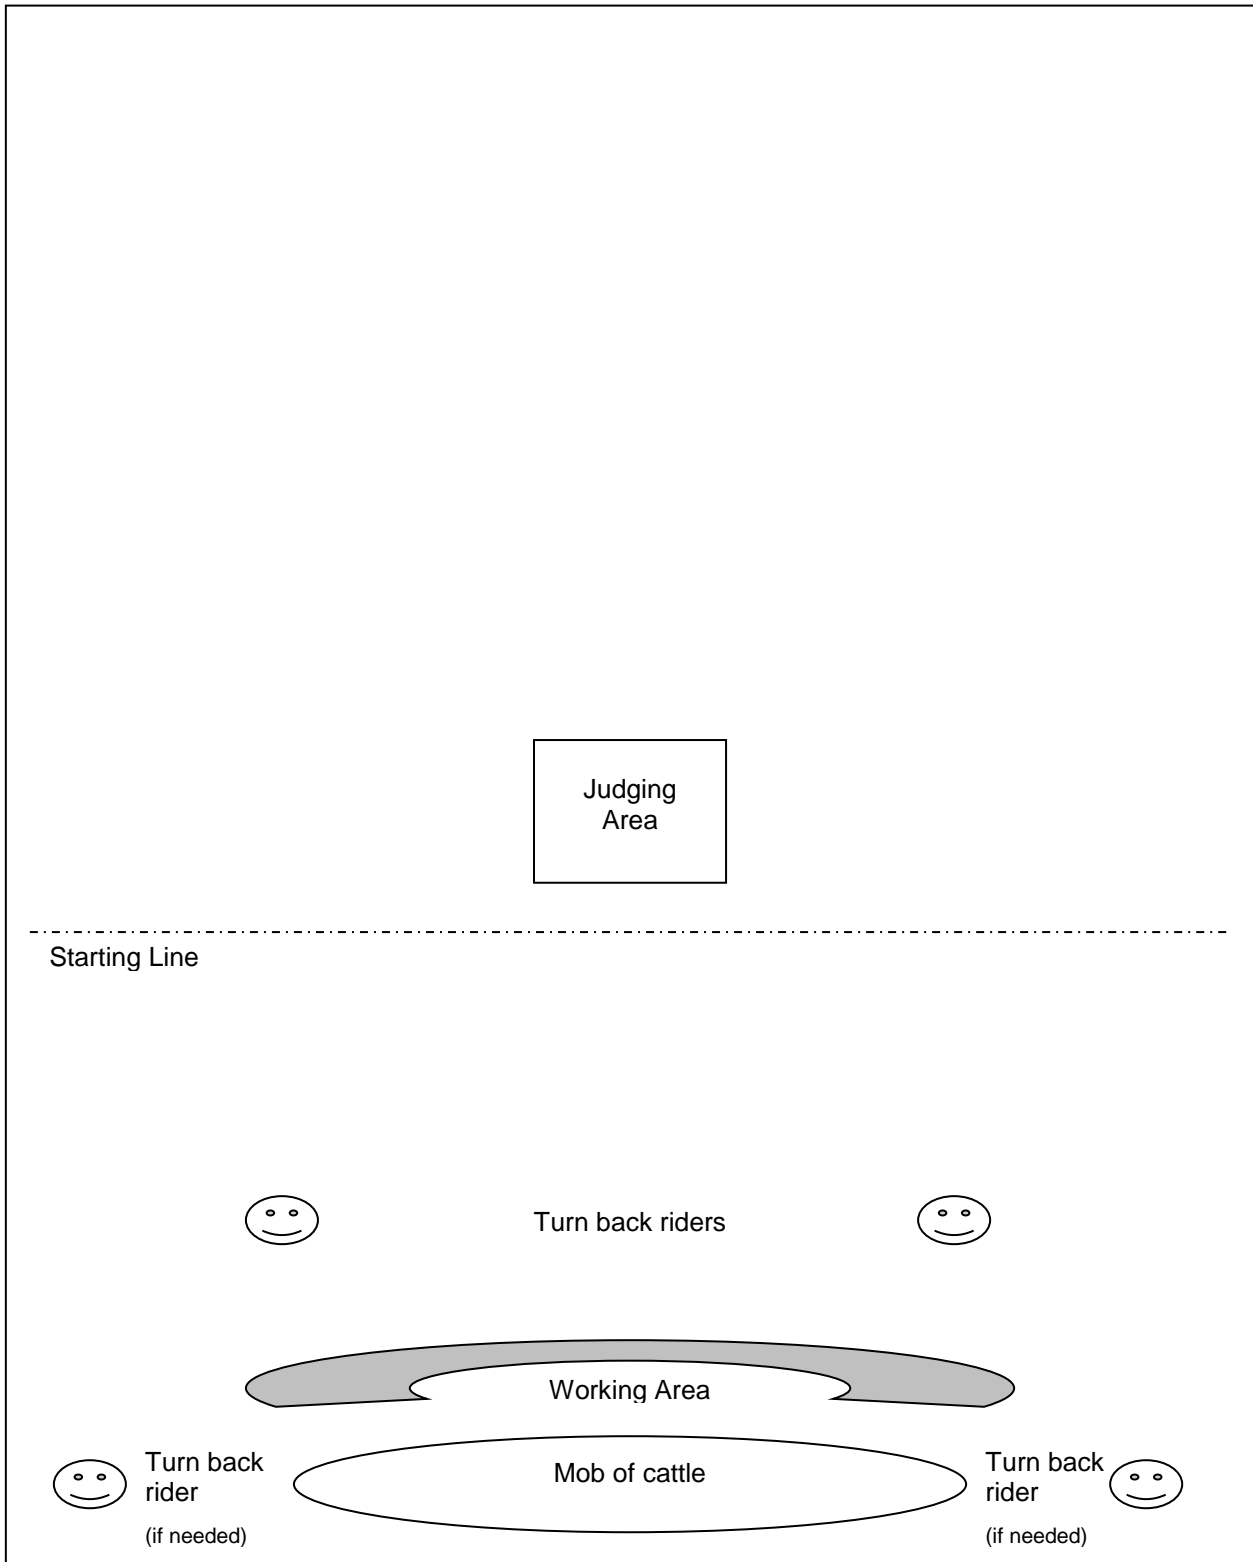 Judging
Area
Starting Line
Turn back riders
Working Area
Turn back
rider
(if needed)
Mob of cattle
Turn back
rider
(if needed)